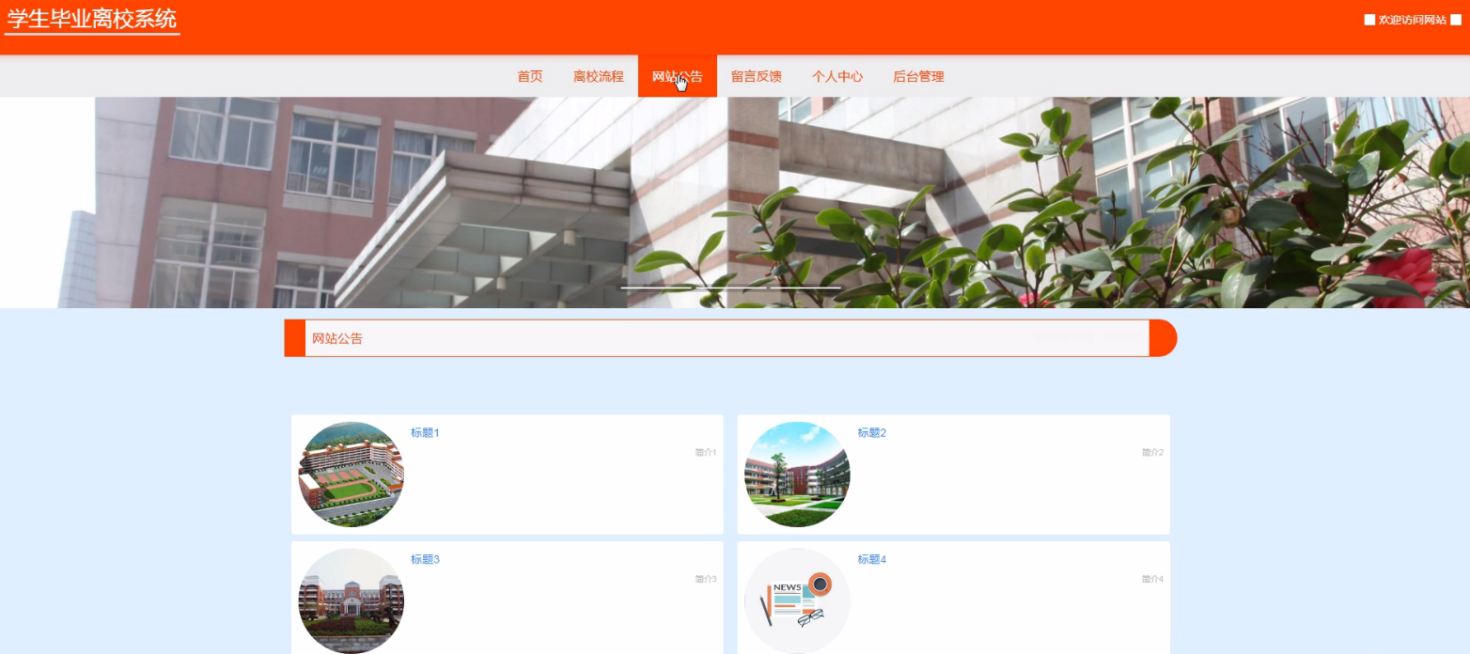 学生毕业离校系统
欢迎访问网站
首页 离校流程 网站公告 留言反馈 个人中心 后台管理
网站公告
标题1
简介1
标题2
简介2
标题3
简介3
标题4
简介4
NEWS